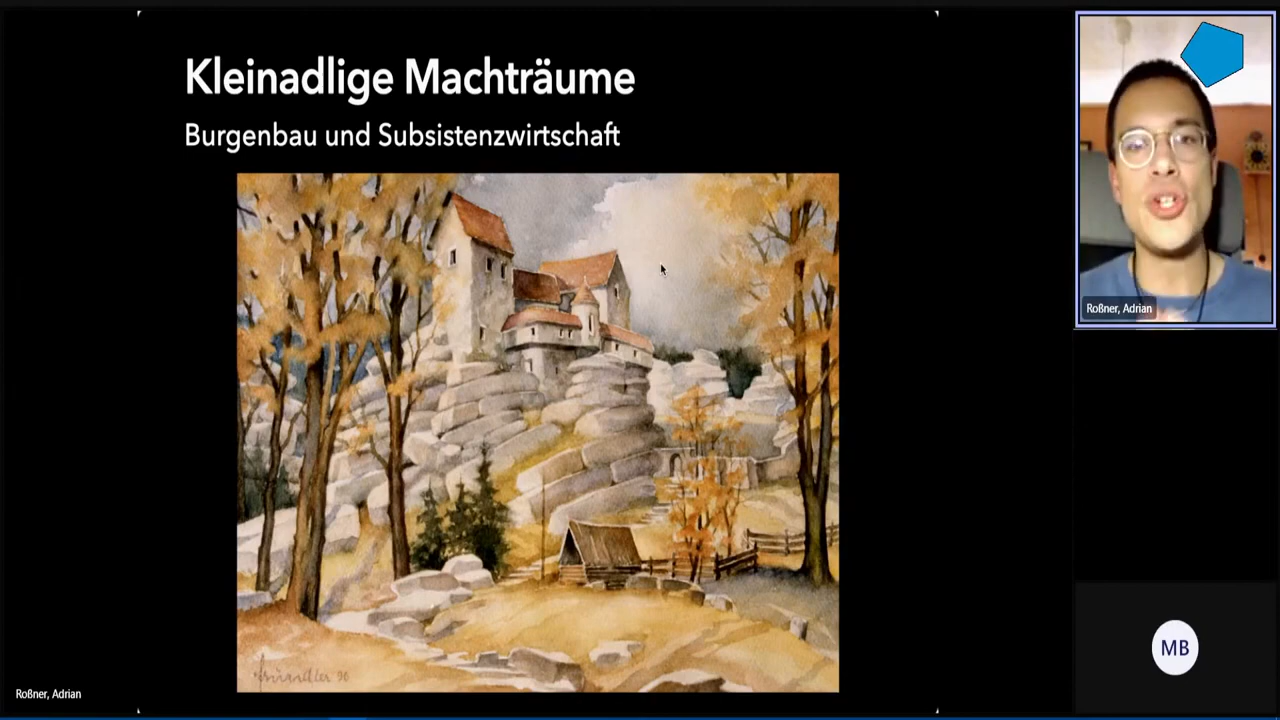 Kleinadlige Machträume
Burgenbau und Subsistenzwirtschaft
Roßner, Adrian
MB
Roßner, Adrian